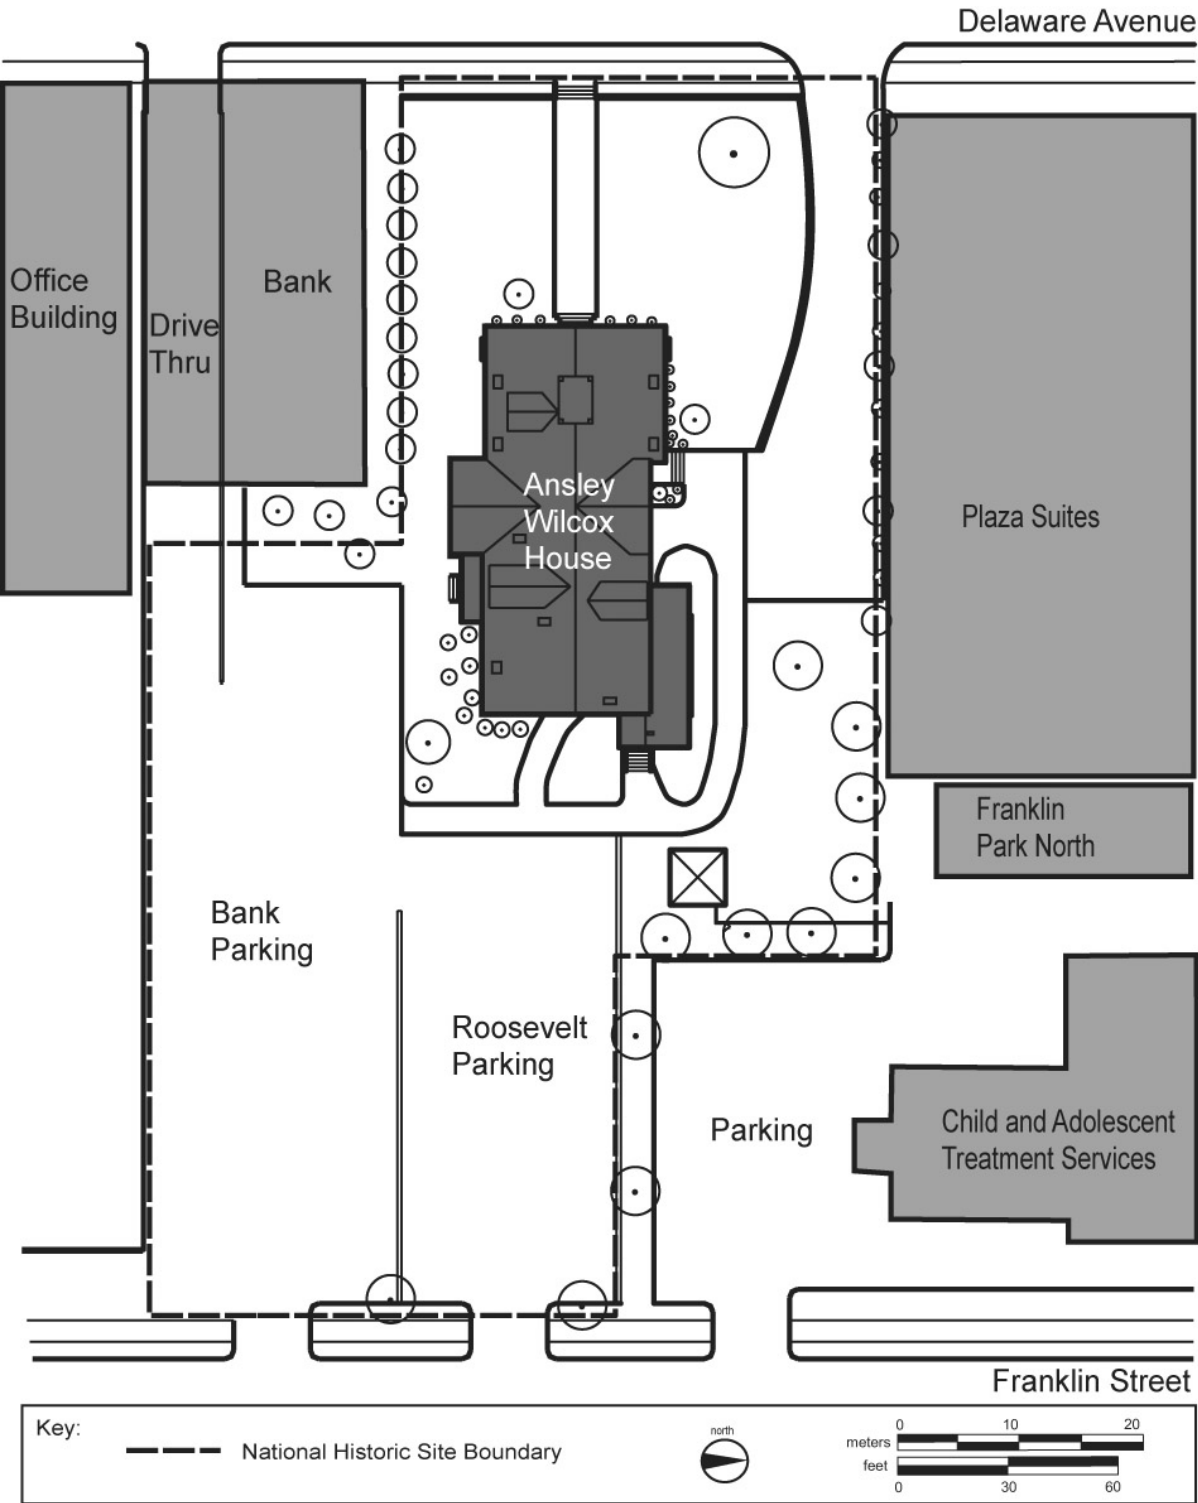 Delaware Avenue
Office
Building
Drive
Thru
Bank
Ansley
Wilcox
House
Plaza Suites
Franklin
Park North
Bank
Parking
Roosevelt
Parking
Parking
Child and Adolescent
Treatment Services
Franklin Street
Key:
National Historic Site Boundary
north
0 10 20
meters
feet
0 30 60